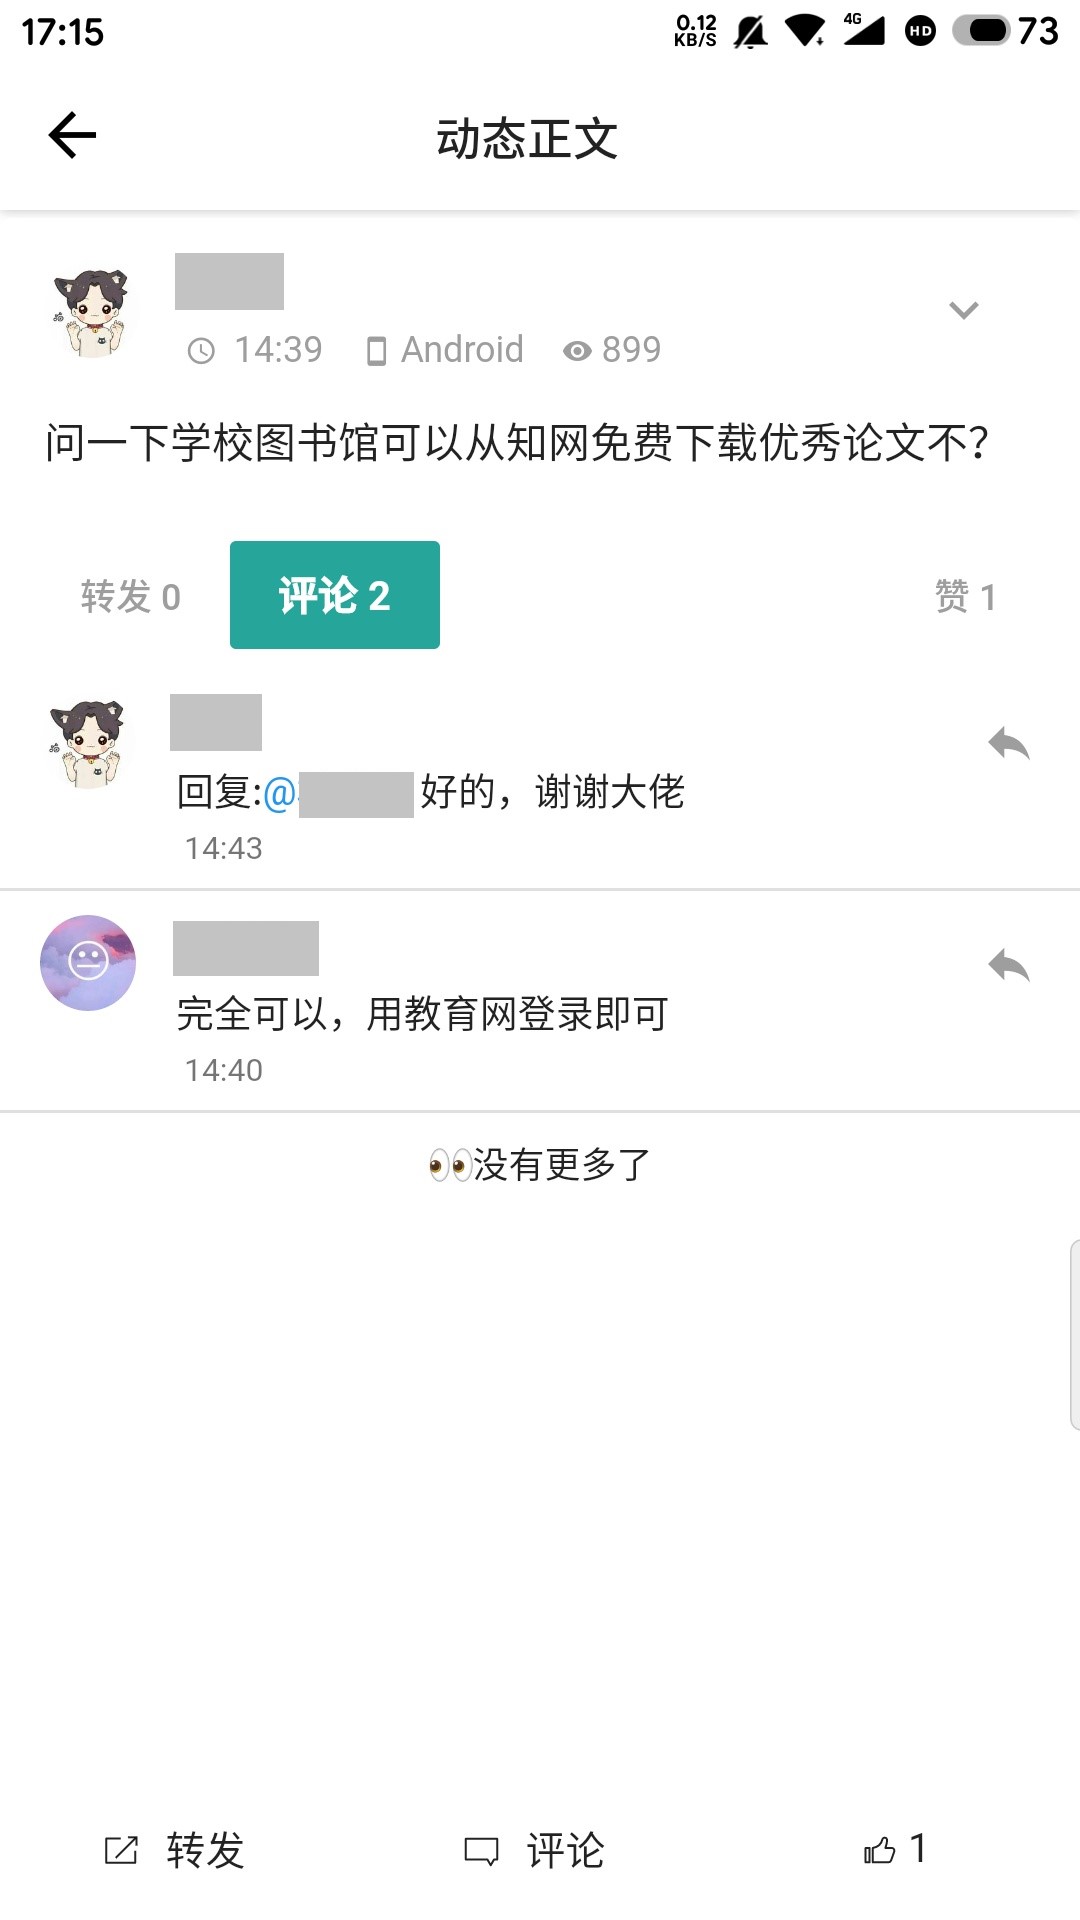 17:15
0.12
KB/S
4G
HD
73
动态正文
14:39 Android 899
问一下学校图书馆可以从知网免费下载优秀论文不?
转发 0
评论 2
赞 1
回复:@
好的，谢谢大佬
14:43
完全可以，用教育网登录即可
14:40
👀没有更多了
转发
评论
1